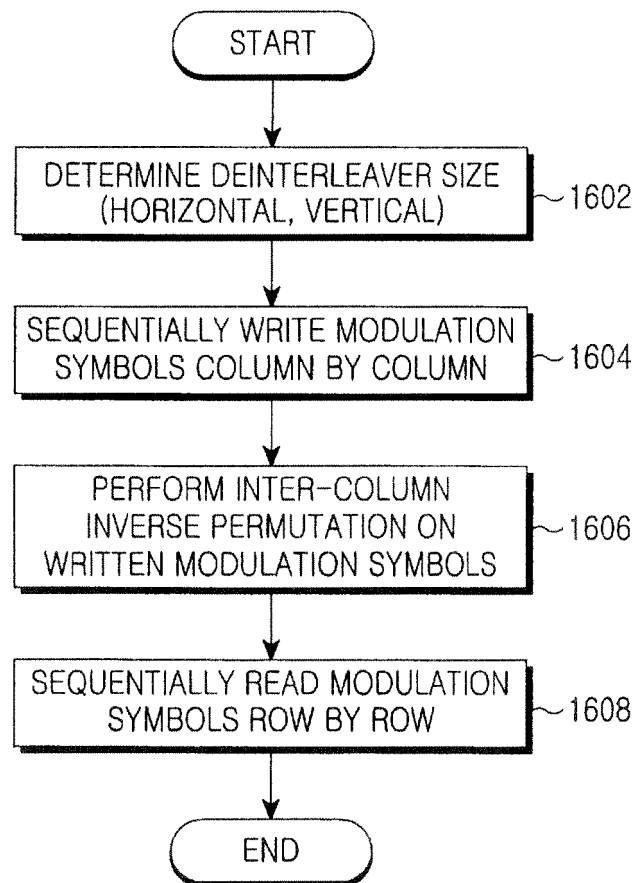 START
DETERMINE DEINTERLEAVER SIZE
(HORIZONTAL, VERTICAL)
1602
SEQUENTIALLY WRITE MODULATION
SYMBOLS COLUMN BY COLUMN
1604
PERFORM INTER-COLUMN
INVERSE PERMUTATION ON
WRITTEN MODULATION SYMBOLS
1606
SEQUENTIALLY READ MODULATION
SYMBOLS ROW BY ROW
1608
END